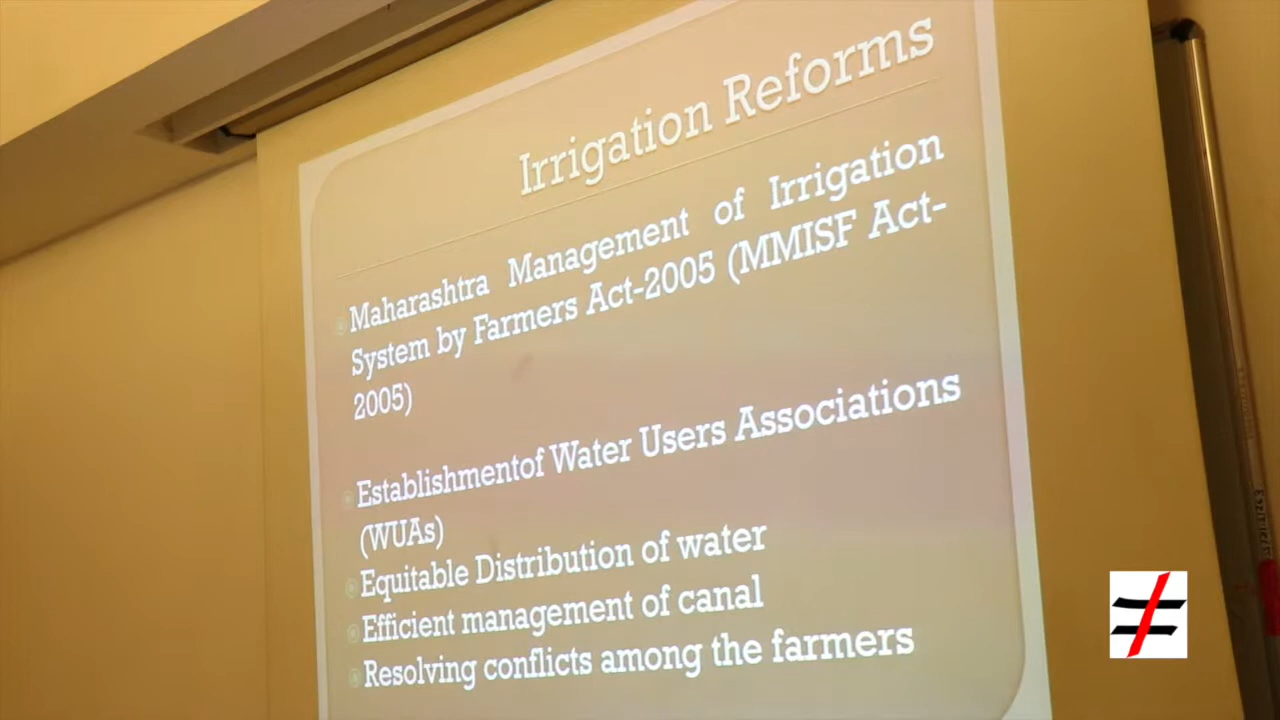 Irrigation Reforms
Maharashtra Management of Irrigation
System by Farmers Act-2005 (MMISF Act-
2005)
Establishmentof Water Users Associations
(WUAs)
Equitable Distribution of water
Efficient management of canal
Resolving conflicts among the farmers